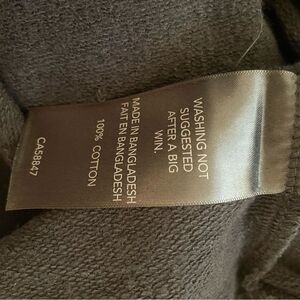 WASHING NOT
SUGGESTED
AFTER A BIG
WIN.
MADE IN BANGLADESH
FAIT EN BANGLADESH
100% COTTON
CA58847